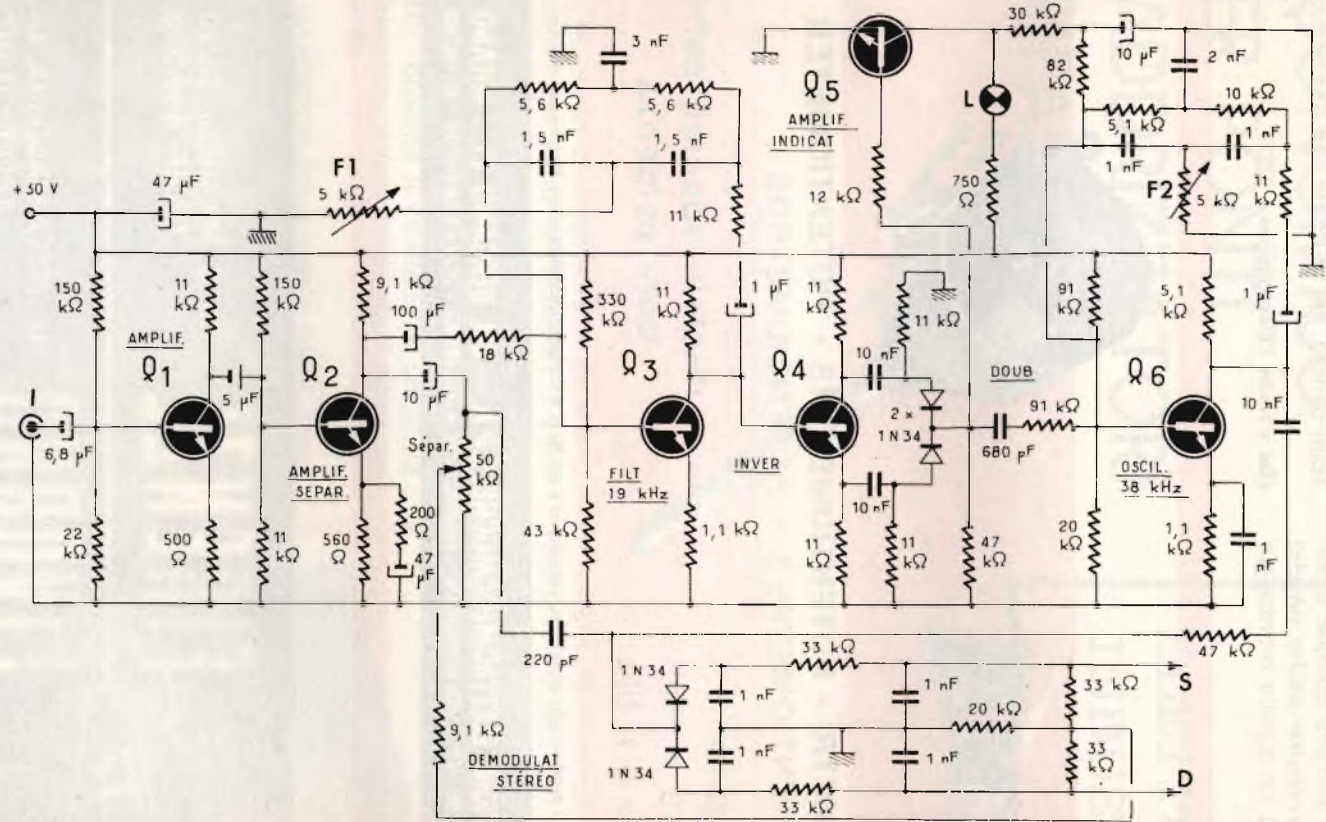 30 kΩ
3 nF
10 µF
82 kΩ
2 nF
Q5
AMPLIF.
INDICAT
L
5,6 kΩ
5,6 kΩ
10 kΩ
5,1 kΩ
1,5 nF
1,5 nF
1 nF
1 nF
F1
5 kΩ
47 µF
+30 V
12 kΩ
750 Ω
F2
5 kΩ
11 kΩ
11 kΩ
150 kΩ
11 kΩ
150 kΩ
9,1 kΩ
330 kΩ
11 kΩ
1 µF
11 kΩ
11 kΩ
91 kΩ
5,1 kΩ
1 µF
100 µF
18 kΩ
AMPLIF.
Q1
Q2
Q3
Q4
Q6
5 µF
10 µF
10 nF
DOUB
2 x
1N34
91 kΩ
680 pF
10 nF
I
6,8 µF
Sépar.
50 kΩ
AMPLIF.
SEPAR.
FILT
19 kHz
INVER
10 nF
OSCIL.
38 kHz
22 kΩ
500 Ω
11 kΩ
560 Ω
200 Ω
47 µF
43 kΩ
1,1 kΩ
11 kΩ
11 kΩ
47 kΩ
20 kΩ
1,1 kΩ
1 nF
220 pF
47 kΩ
33 kΩ
1N34
1 nF
1 nF
S
33 kΩ
20 kΩ
9,1 kΩ
DEMODULAT
STÉRÉO
1N34
1 nF
1 nF
33 kΩ
33 kΩ
D